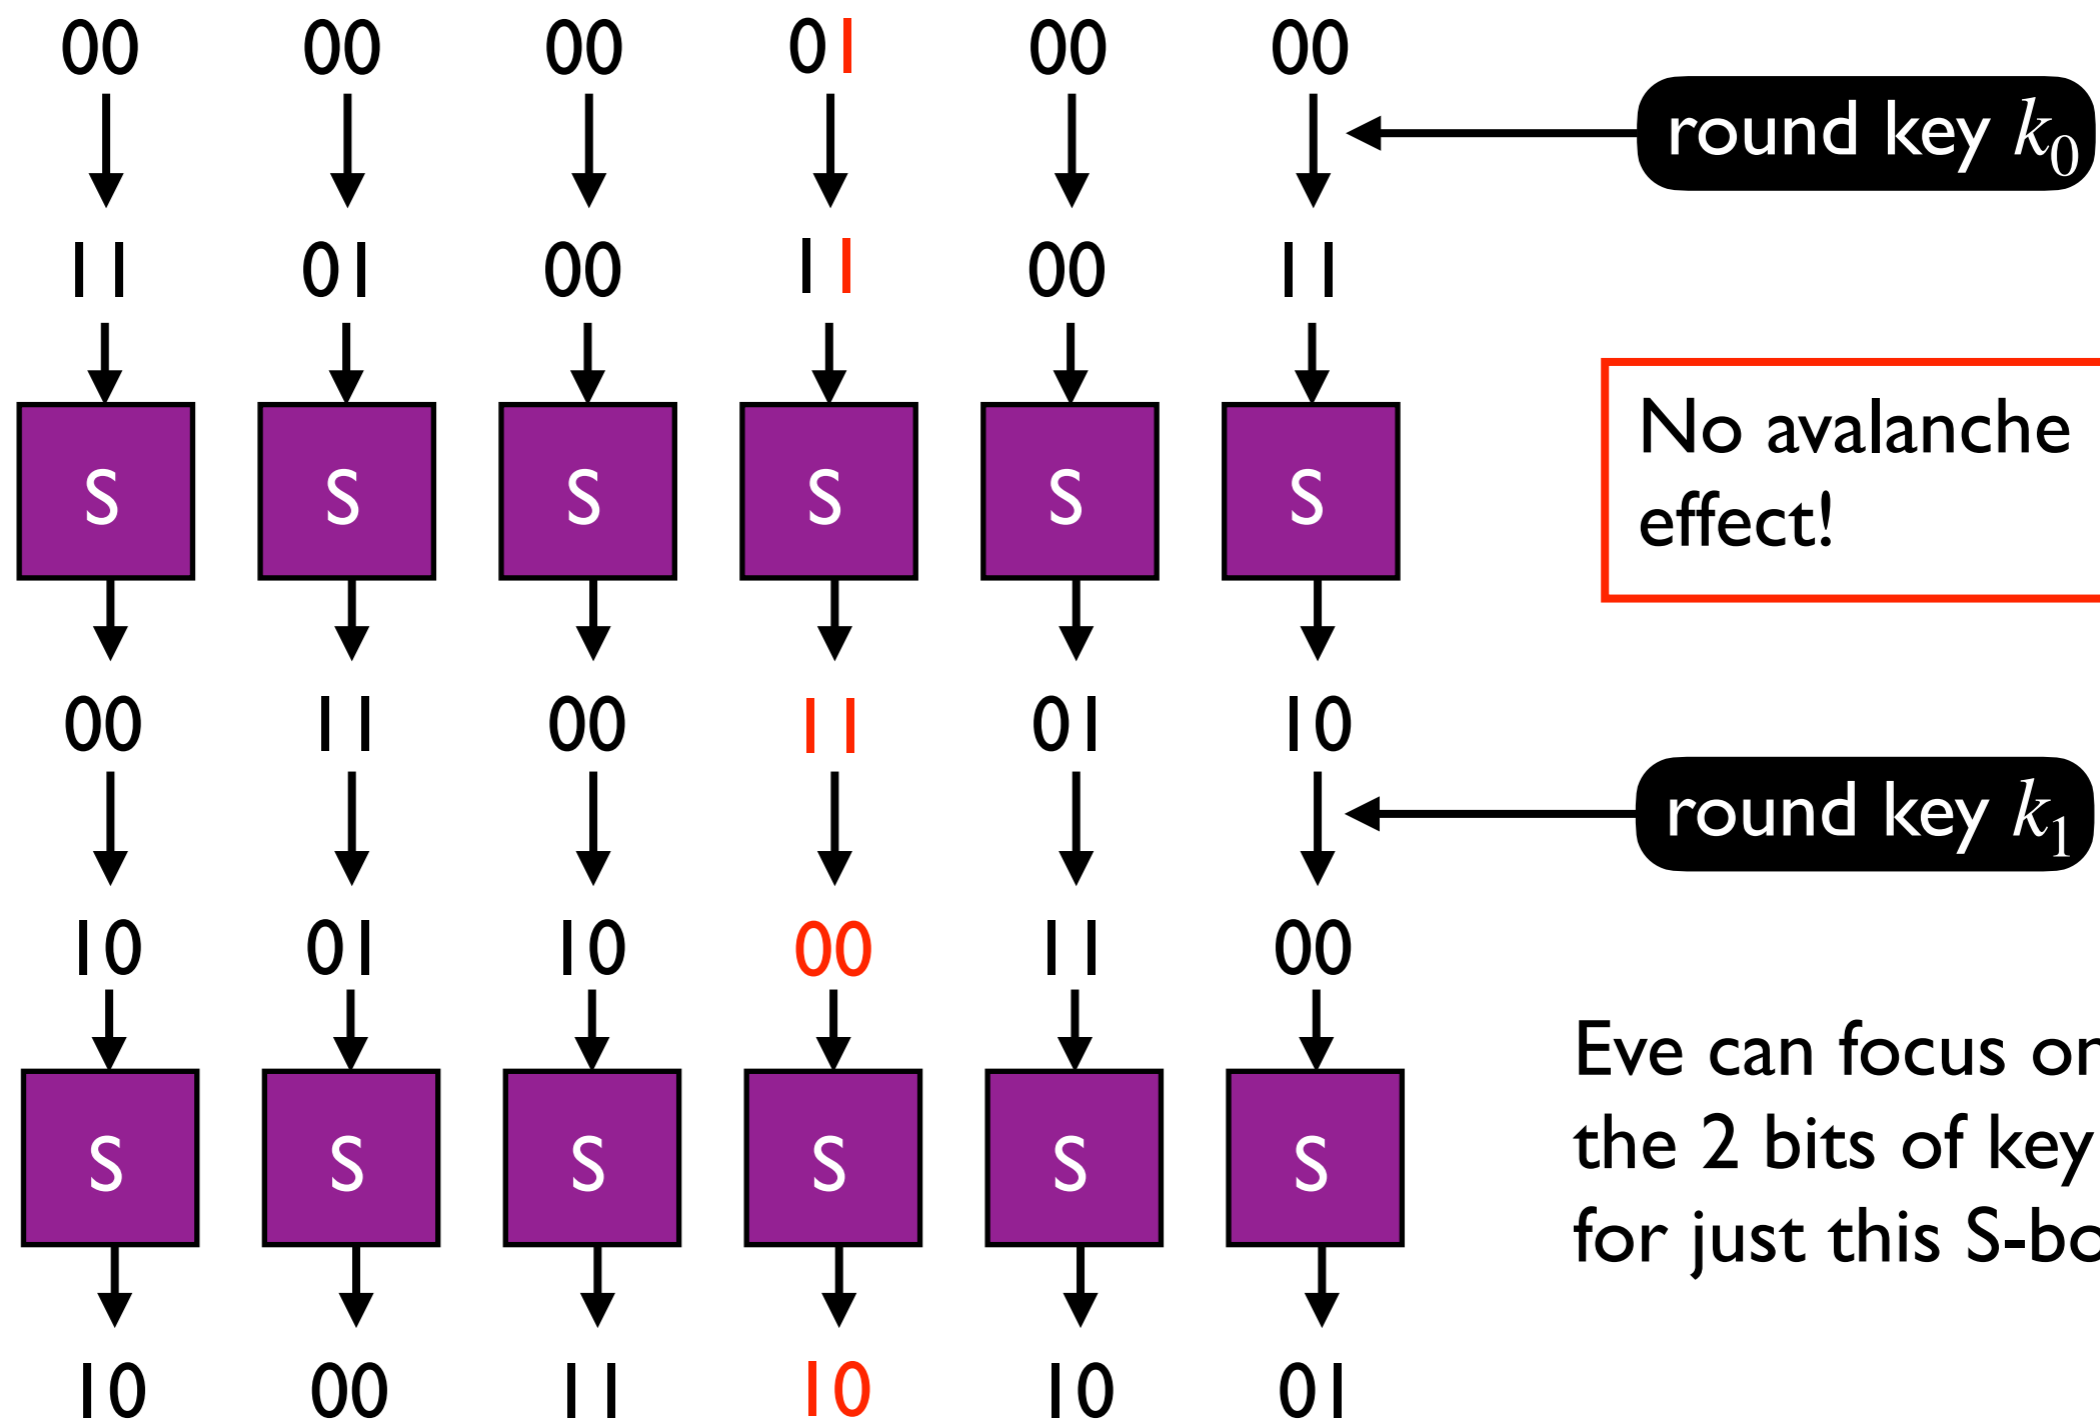 00 00 00 01 00 00
round key k₀
11 01 00 11 00 11
No avalanche
effect!
S S S S S S
00 11 00 11 01 10
round key k₁
10 01 10 00 11 00
Eve can focus on
the 2 bits of key
for just this
S S S S S S
10 00 11 10 10 01